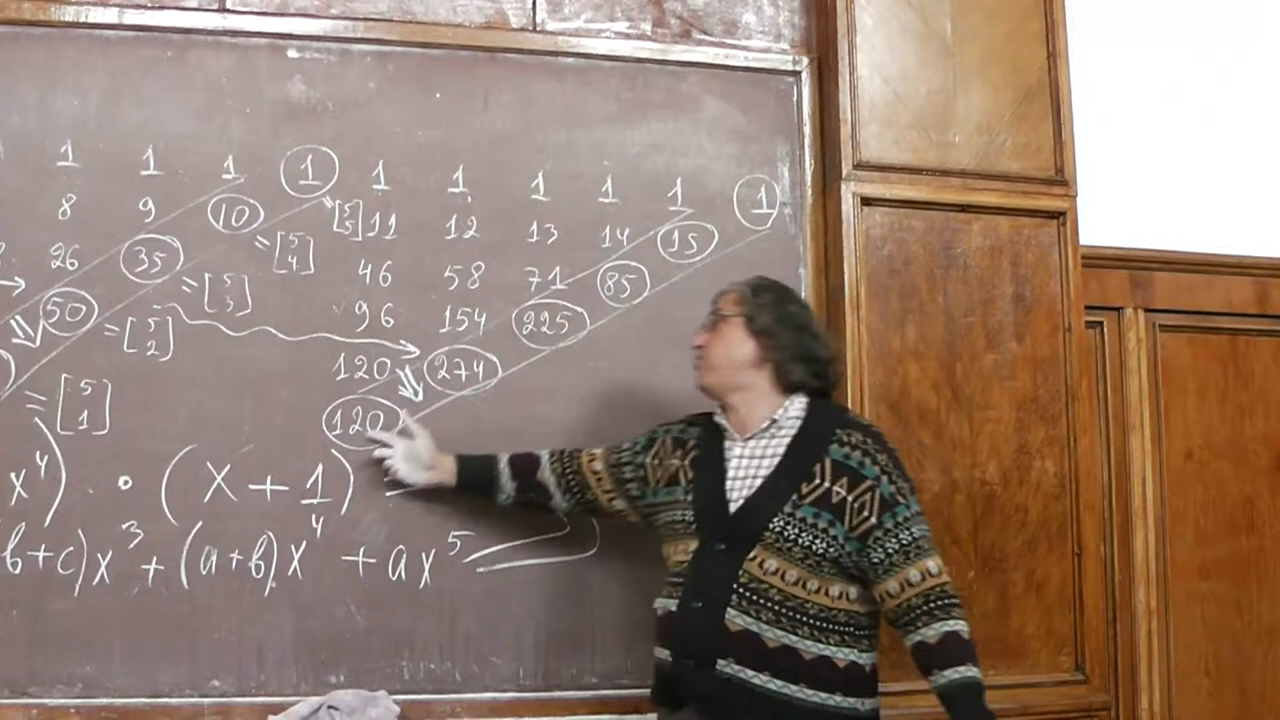 1 1 1 1 1 1 1 1 1 1
8 9 10 = [5 5] 11 12 13 14 15
26 35 = [5 4] 46 58 71 85
50 = [5 3] 96 154 225
= [5 2] 120 274
= [5 1] 120
x⁴) · (x + 1)
b+c)x³ + (a+b)x⁴ + ax⁵